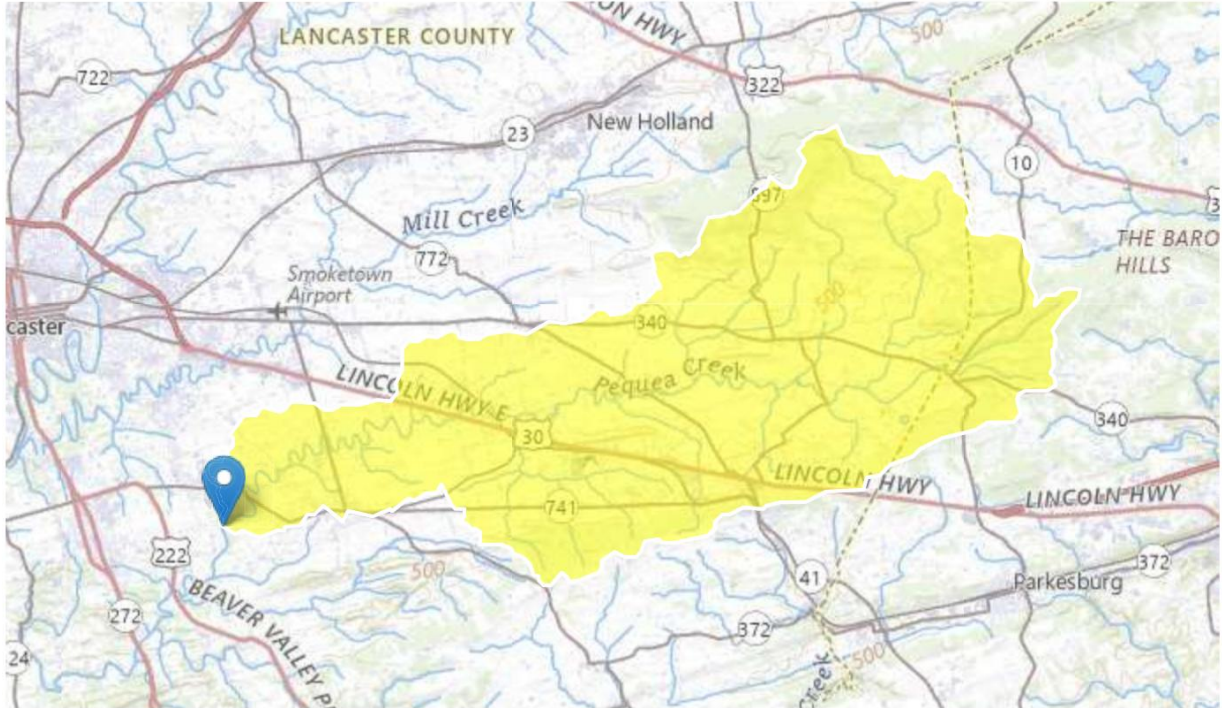 ON HWY
LANCASTER COUNTY
500
722
322
New Holland
23
10
897
3
Mill Creek
THE BARO
HILLS
772
Smoketown
Airport
500
caster
340
LINCOLN HWY E
Pequea Creek
340
30
LINCOLN HWY
LINCOLN HWY
741
222
372
500
41
Parkesburg
BEAVER VALLEY P
272
372
24
500
Creek